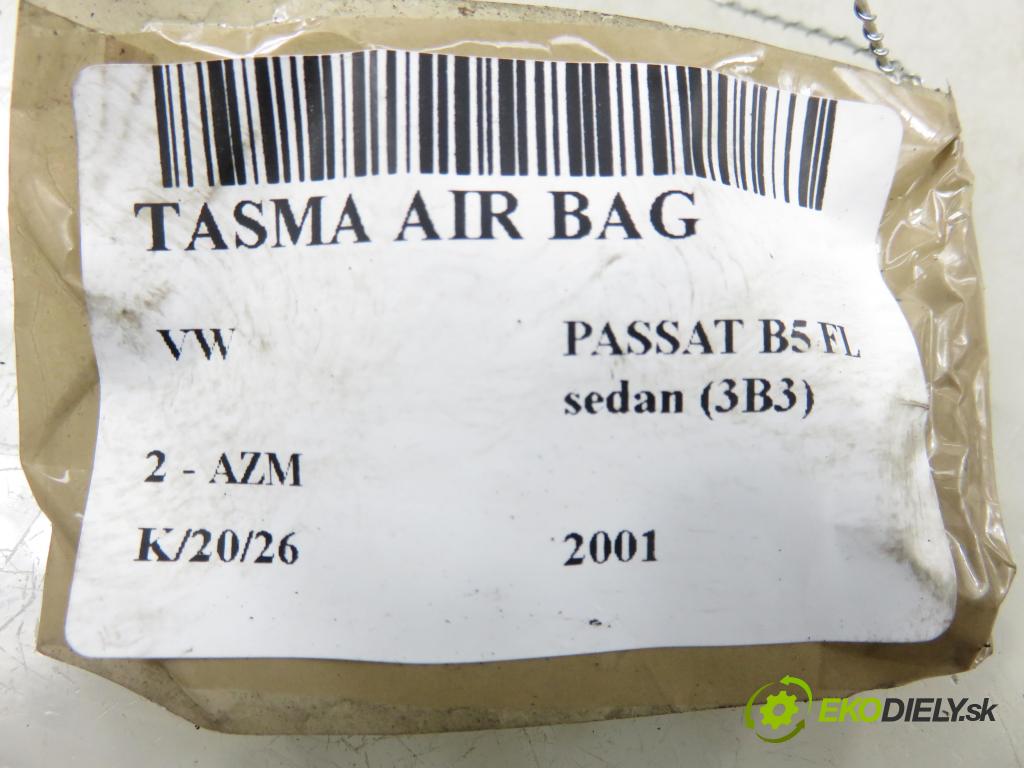 TASMA AIR BAG
VW PASSAT B5 FL
sedan (3B3)
2 - AZM
K/20/26 2001
EKODIELY.sk